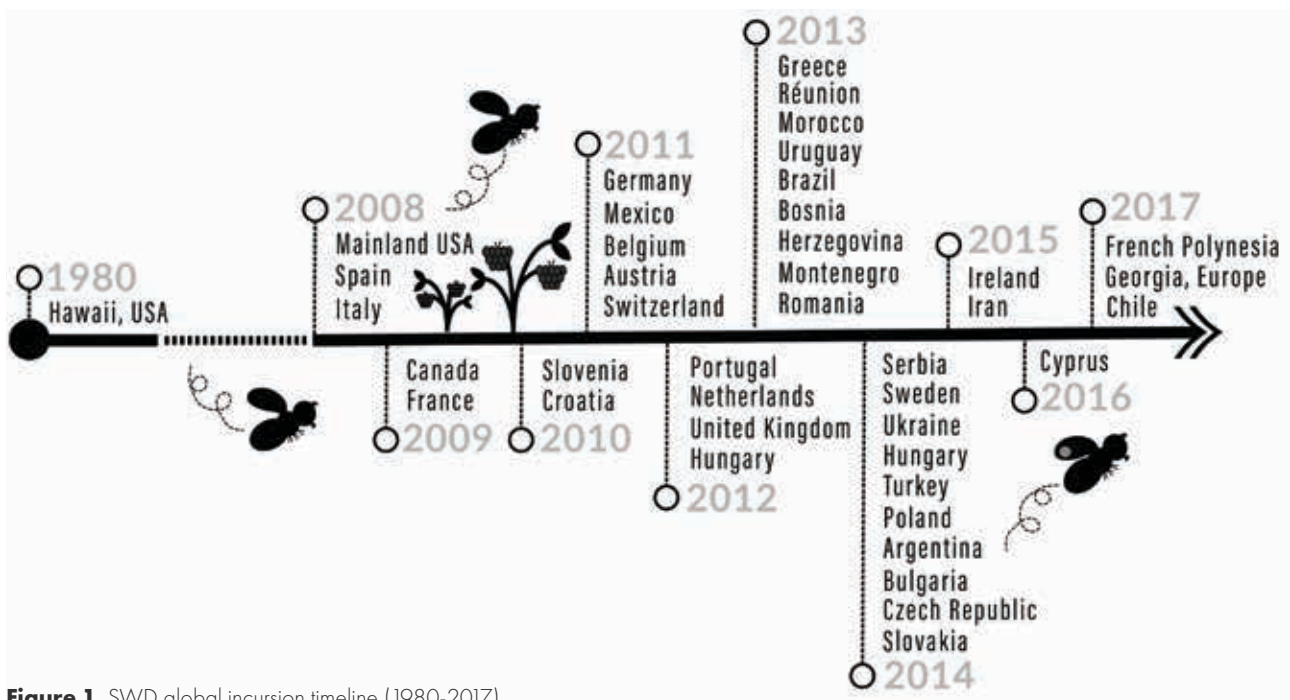 1980
Hawaii, USA
2008
Mainland USA
Spain
Italy
Canada
France
2009
Slovenia
Croatia
2010
2011
Germany
Mexico
Belgium
Austria
Switzerland
Portugal
Netherlands
United Kingdom
Hungary
2012
2013
Greece
Réunion
Morocco
Uruguay
Brazil
Bosnia
Herzegovina
Montenegro
Romania
Serbia
Sweden
Ukraine
Hungary
Turkey
Poland
Argentina
Bulgaria
Czech Republic
Slovakia
2014
2015
Ireland
Iran
Cyprus
2016
2017
French Polynesia
Georgia, Europe
Chile
Figure 1 SWD global incursion timeline (1980-2017)